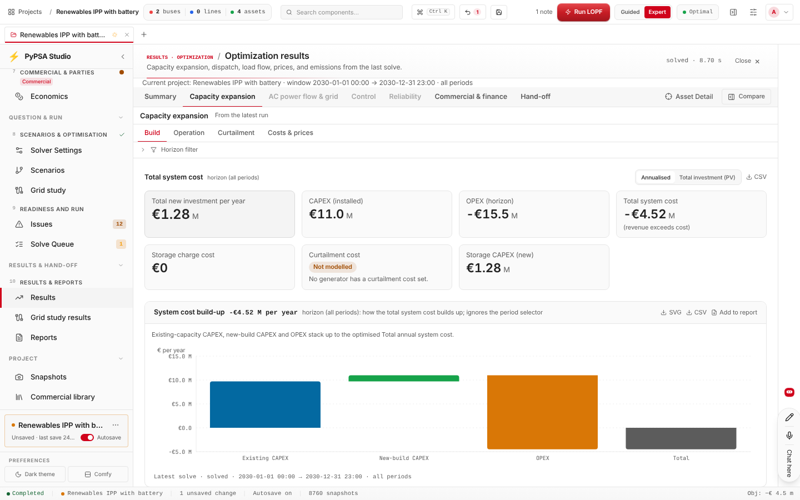 Projects / Renewables IPP with battery
2 buses
0 lines
4 assets
Search components...
Ctrl K
1
1 note
Run LOPF
Guided
Expert
Optimal
A
Renewables IPP with batt...
PyPSA Studio
COMMERCIAL & PARTIES
Commercial
Economics
QUESTION & RUN
SCENARIOS & OPTIMISATION
Solver Settings
Scenarios
Grid study
READINESS AND RUN
Issues
12
Solve Queue
RESULTS & HAND-OFF
RESULTS & REPORTS
Results
Grid study results
Reports
PROJECT
Snapshots
Commercial library
Renewables IPP with b...
Unsaved · last save 24...
Autosave
PREFERENCES
Dark theme
Comfy
RESULTS · OPTIMIZATION / Optimization results
Capacity expansion, dispatch, load flow, prices, and emissions from the last solve.
solved · 8.70 s
Close ×
Current project: Renewables IPP with battery · window 2030-01-01 00:00 → 2030-12-31 23:00 · all periods
Summary
Capacity expansion
AC power flow & grid
Control
Reliability
Commercial & finance
Hand-off
Asset Detail
Compare
Capacity expansion From the latest run
Build
Operation
Curtailment
Costs & prices
Horizon filter
Total system cost horizon (all periods)
Annualised
Total investment (PV)
CSV
Total new investment per year
€1.28 M
CAPEX (installed)
€11.0 M
OPEX (horizon)
-€15.5 M
Total system cost
-€4.52 M
(revenue exceeds cost)
Storage charge cost
€0
Curtailment cost
Not modelled
No generator has a curtailment cost set.
Storage CAPEX (new)
€1.28 M
System cost build-up -€4.52 M per year horizon (all periods): how the total system cost builds up; ignores the period selector
SVG
CSV
Add to report
Existing-capacity CAPEX, new-build CAPEX and OPEX stack up to the optimised Total annual system cost.
€ per year
€15.0 M
€10.0 M
€5.0 M
€0.0
-€5.0 M
Existing CAPEX
New-build CAPEX
OPEX
Total
Latest solve · solved · 2030-01-01 00:00 → 2030-12-31 23:00 · all periods
Chat here
Completed
Renewables IPP with battery
1 unsaved change
Autosave on
8760 snapshots
Obj: -€ 4.5